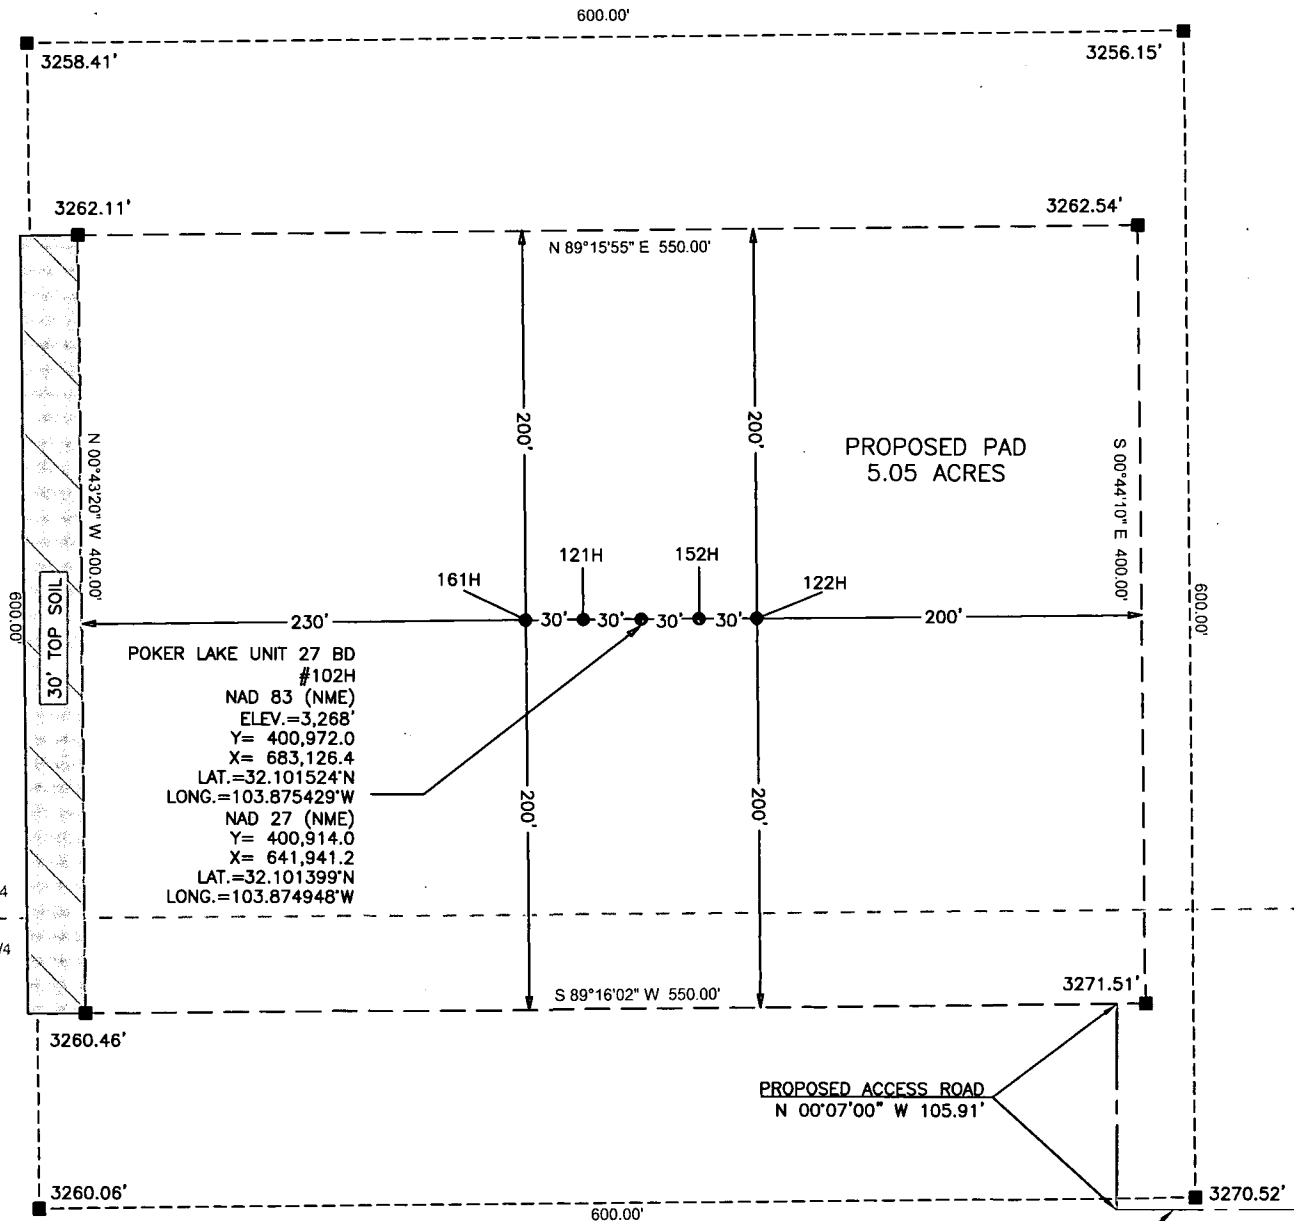 600.00'
3258.41'
3256.15'
3262.11'
3262.54'
N 89°15'55" E 550.00'
200'
200'
PROPOSED PAD
5.05 ACRES
N 00°43'20" W 400.00'
S 00°44'10" E 400.00'
600.00'
30' TOP SOIL
161H
121H
152H
122H
600.00'
230'
30'
30'
30'
30'
200'
POKER LAKE UNIT 27 BD
#102H
NAD 83 (NME)
ELEV.=3,268'
Y= 400,972.0
X= 683,126.4
LAT.=32.101524°N
LONG.=103.875429°W
NAD 27 (NME)
Y= 400,914.0
X= 641,941.2
LAT.=32.101399°N
LONG.=103.874948°W
200'
200'
4
/4
S 89°16'02" W 550.00'
3271.51'
3260.46'
PROPOSED ACCESS ROAD
N 00°07'00" W 105.91'
3260.06'
3270.52'
600.00'